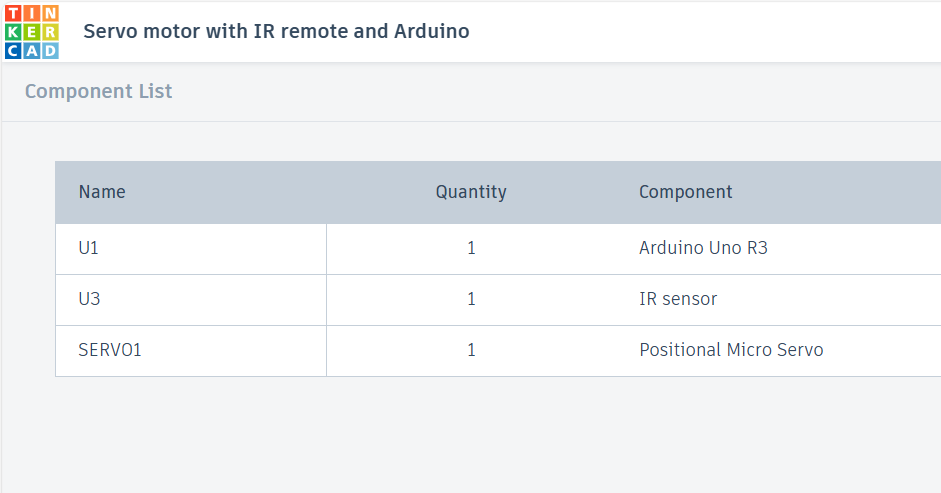 TIN
KER
CAD
Servo motor with IR remote and Arduino
Component List
Name Quantity Component
U1 1 Arduino Uno R3
U3 1 IR sensor
SERVO1 1 Positional Micro Servo